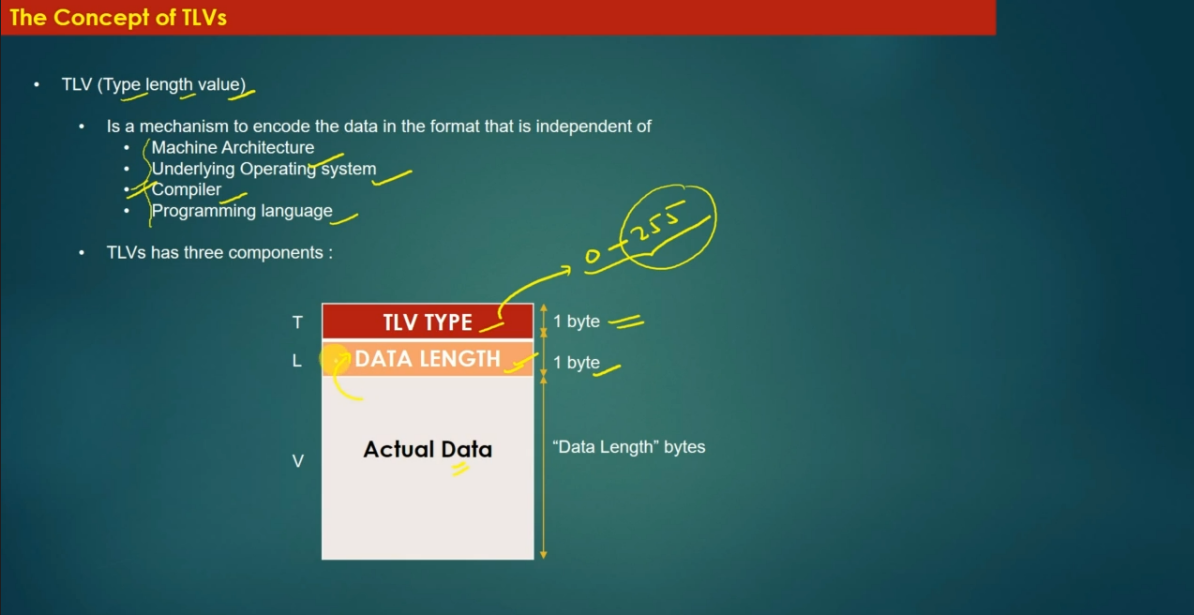 The Concept of TLVs
• TLV (Type length value)
• Is a mechanism to encode the data in the format that is independent of
• Machine Architecture
• Underlying Operating system
• Compiler
• Programming language
• TLVs has three components :
0 - 255
T TLV TYPE 1 byte
L DATA LENGTH 1 byte
V Actual Data “Data Length” bytes